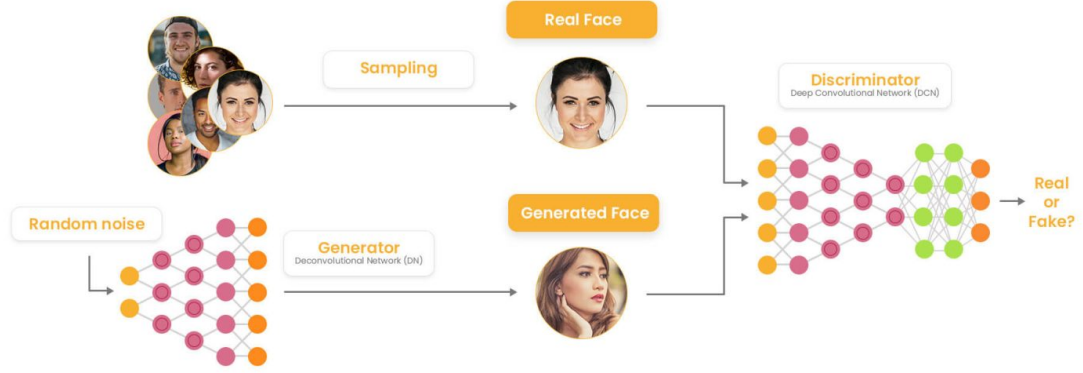 Real Face
Sampling
Discriminator
Deep Convolutional Network (DCN)
Random noise
Generator
Deconvolutional Network (DN)
Generated Face
Real
or
Fake?